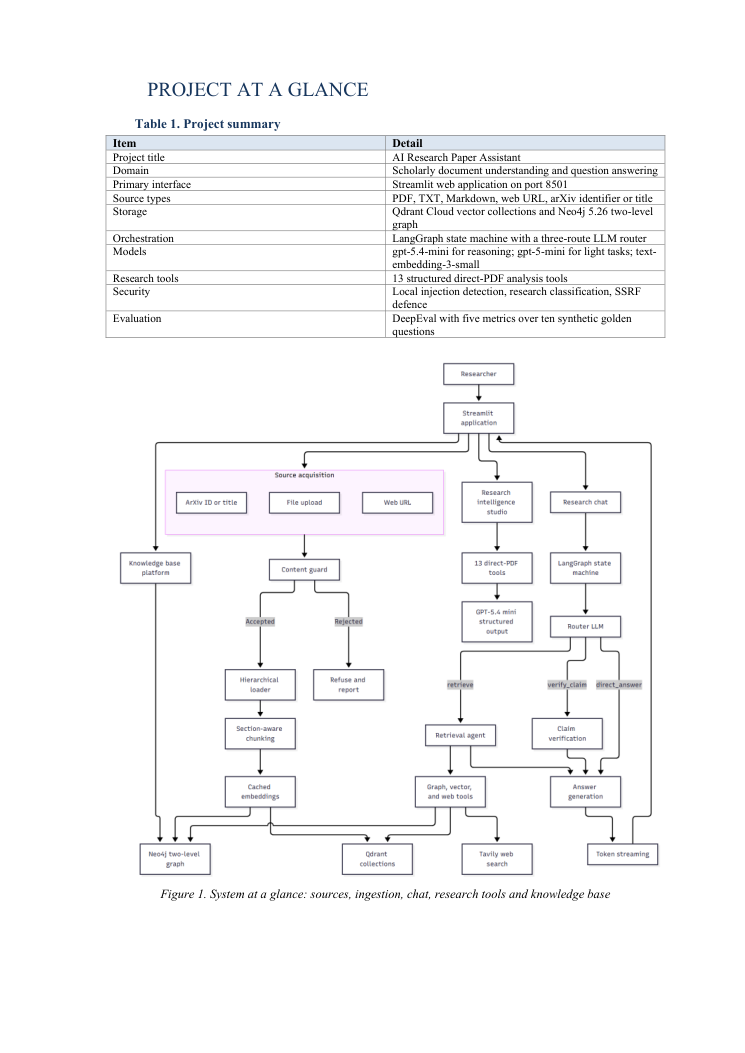 PROJECT AT A GLANCE
Table 1. Project summary
Item Detail
Project title AI Research Paper Assistant
Domain Scholarly document understanding and question answering
Primary interface Streamlit web application on port 8501
Source types PDF, TXT, Markdown, web URL, arXiv identifier or title
Storage Qdrant Cloud vector collections and Neo4j 5.26 two-level
graph
Orchestration LangGraph state machine with a three-route LLM router
Models gpt-5.4-mini for reasoning; gpt-5-mini for light tasks; text-
embedding-3-small
Research tools 13 structured direct-PDF analysis tools
Security Local injection detection, research classification, SSRF
defence
Evaluation DeepEval with five metrics over ten synthetic golden
questions
Researcher
Streamlit
application
Source acquisition
ArXiv ID or title
File upload
Web URL
Research
intelligence
studio
Research chat
Knowledge base
platform
Content guard
13 direct-PDF
tools
LangGraph state
machine
GPT-5.4 mini
structured
output
Accepted
Rejected
Router LLM
Hierarchical
loader
Refuse and
report
retrieve
verify_claim
direct_answer
Section-aware
chunking
Retrieval agent
Claim
verification
Cached
embeddings
Graph, vector,
and web tools
Answer
generation
Neo4j two-level
graph
Qdrant
collections
Tavily web
search
Token streaming
Figure 1. System at a glance: sources, ingestion, chat, research tools and knowledge base